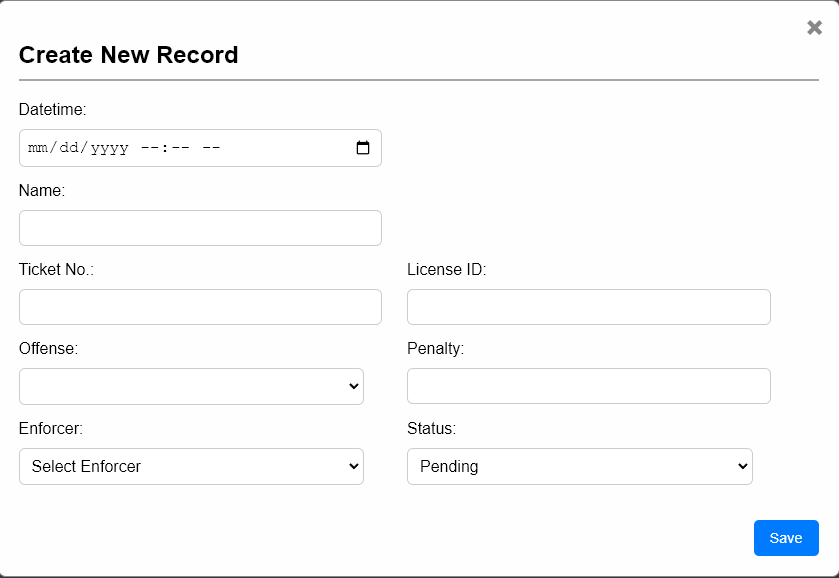 ✖
Create New Record
Datetime:
mm/dd/yyyy --:-- --
Name:
Ticket No.: License ID:
Offense: Penalty:
Enforcer: Status:
Select Enforcer Pending
Save